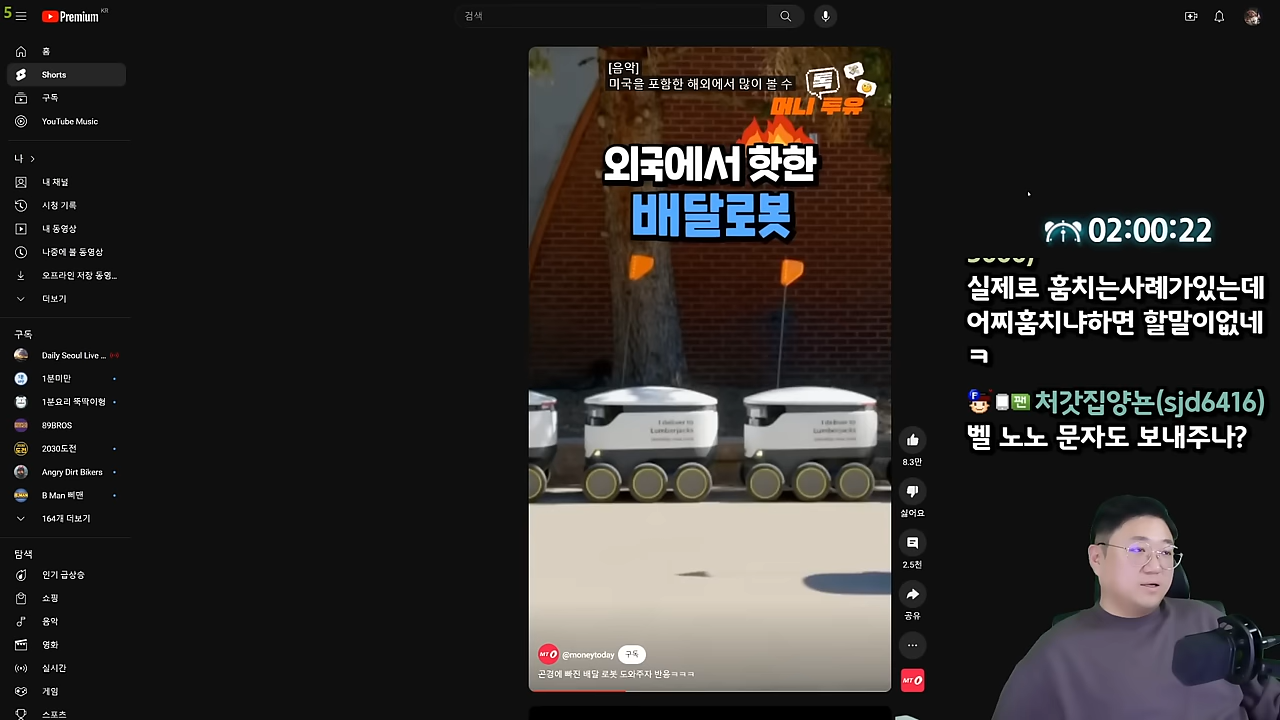 5
Premium KR
검색
홈
Shorts
구독
YouTube Music
나
내 채널
시청 기록
내 동영상
나중에 볼 동영상
오프라인 저장 동영...
더보기
구독
Daily Seoul Live ...
1분미만
1분요리 뚝딱이형
89BROS
2030도전
Angry Dirt Bikers
B Man 삐맨
164개 더보기
탐색
인기 급상승
쇼핑
음악
영화
실시간
게임
스포츠
[음악]
미국을 포함한 해외에서 많이 볼 수
톡
머니 투유
외국에서 핫한
배달로봇
I deliver to
Lumberjacks
I deliver to
Lumberjacks
@moneytoday 구독
곤경에 빠진 배달 로봇 도와주자 반응ㅋㅋㅋ
8.3만
싫어요
2.5천
공유
02:00:22
실제로 훔치는사례가있는데
어찌훔치냐하면 할말이없네
ㅋ
팬 처갓집양뇬(sjd6416)
벨 노노 문자도 보내주나?